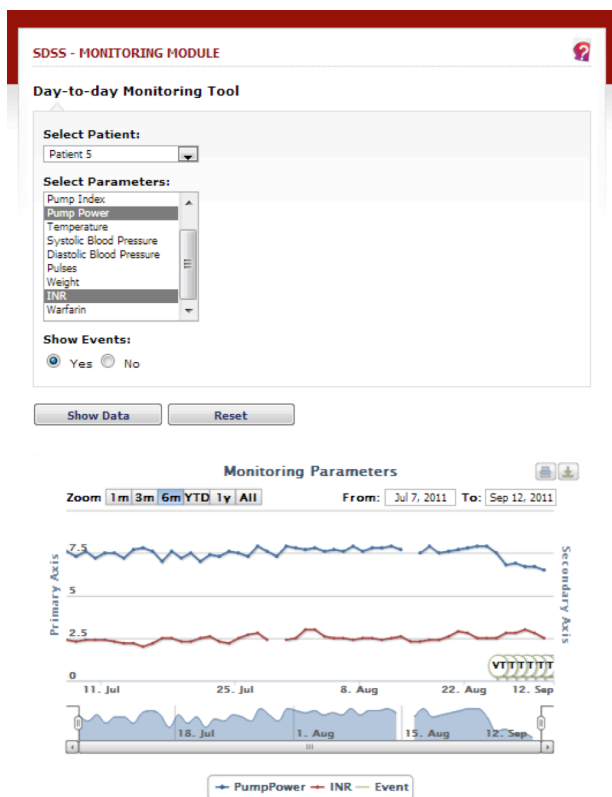 SDSS - MONITORING MODULE
Day-to-day Monitoring Tool
Select Patient:
Patient 5
Select Parameters:
Pump Index
Pump Power
Temperature
Systolic Blood Pressure
Diastolic Blood Pressure
Pulses
Weight
INR
Warfarin
Show Events:
Yes No
Show Data Reset
Monitoring Parameters
Zoom 1m 3m 6m YTD 1y All From: Jul 7, 2011 To: Sep 12, 2011
Primary Axis
7.5
5
2.5
0
Secondary Axis
VTTTTTT
11. Jul 25. Jul 8. Aug 22. Aug 12. Sep
18. Jul 1. Aug 15. Aug 12. Sep
PumpPower INR Event